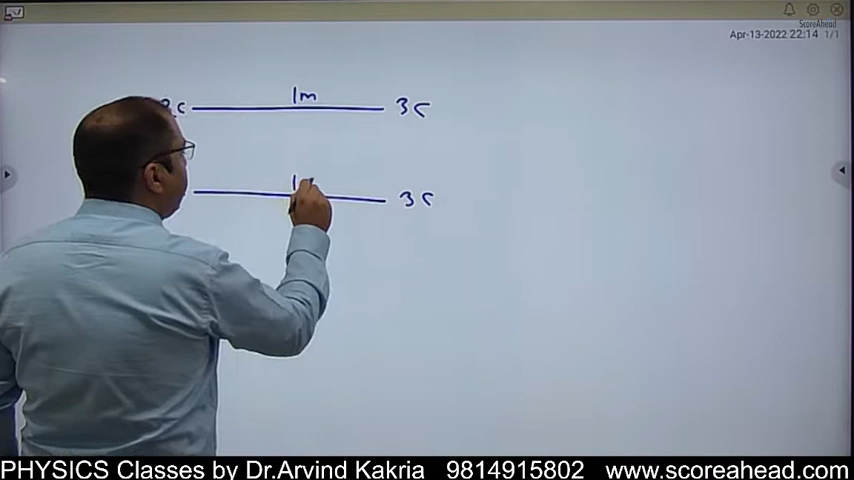 ScoreAhead
Apr-13-2022 22:14 1/1
1m
3C
3C
PHYSICS Classes by Dr.Arvind Kakria 9814915802 www.scoreahead.com